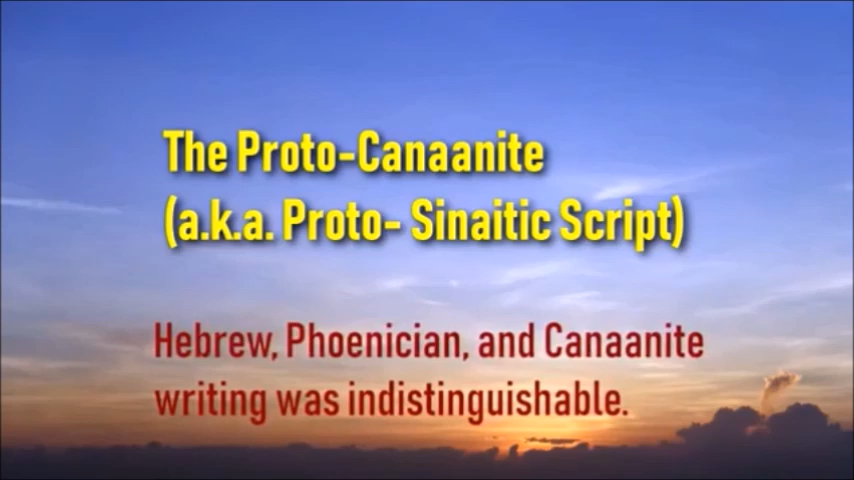 The Proto-Canaanite
(a.k.a. Proto- Sinaitic Script)
Hebrew, Phoenician, and Canaanite
writing was indistinguishable.